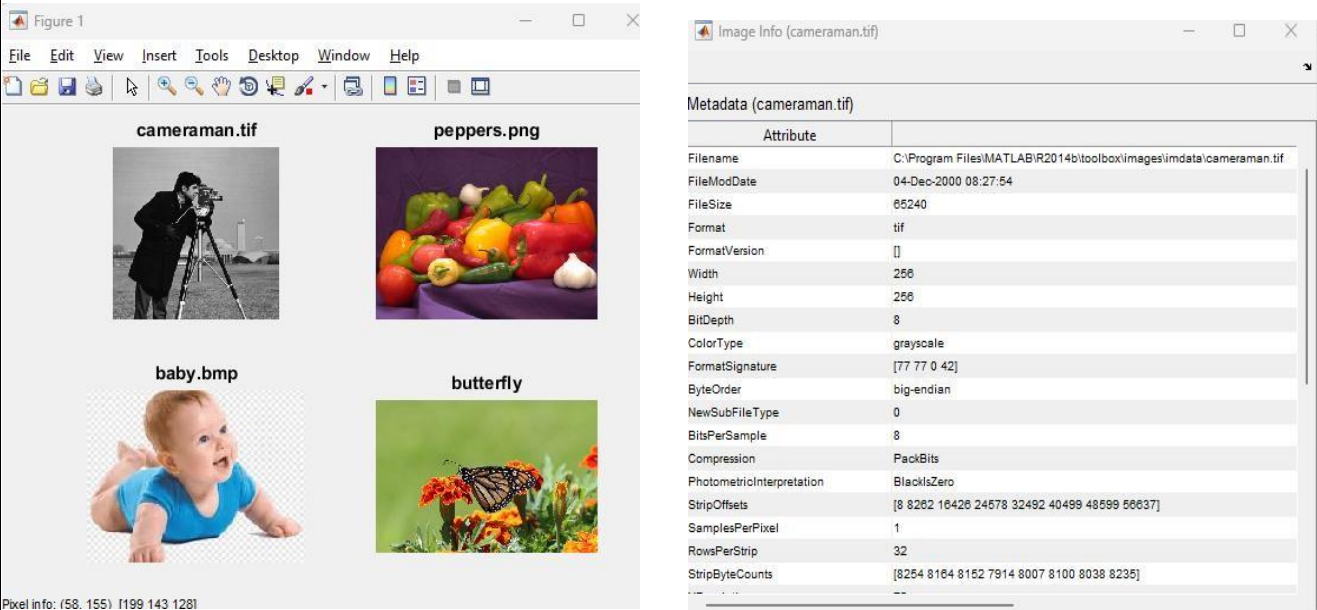 Figure 1
File Edit View Insert Tools Desktop Window Help
cameraman.tif peppers.png
baby.bmp butterfly
Pixel info: (58, 155) [199 143 128]
Image Info (cameraman.tif)
Metadata (cameraman.tif)
Attribute
Filename C:\Program Files\MATLAB\R2014b\toolbox\images\imdata\cameraman.tif
FileModDate 04-Dec-2000 08:27:54
FileSize 65240
Format tif
FormatVersion []
Width 256
Height 256
BitDepth 8
ColorType grayscale
FormatSignature [77 77 0 42]
ByteOrder big-endian
NewSubFileType 0
BitsPerSample 8
Compression PackBits
PhotometricInterpretation BlackIsZero
StripOffsets [8 8262 16426 24578 32492 40499 48599 56637]
SamplesPerPixel 1
RowsPerStrip 32
StripByteCounts [8254 8164 8152 7914 8007 8100 8038 8235]